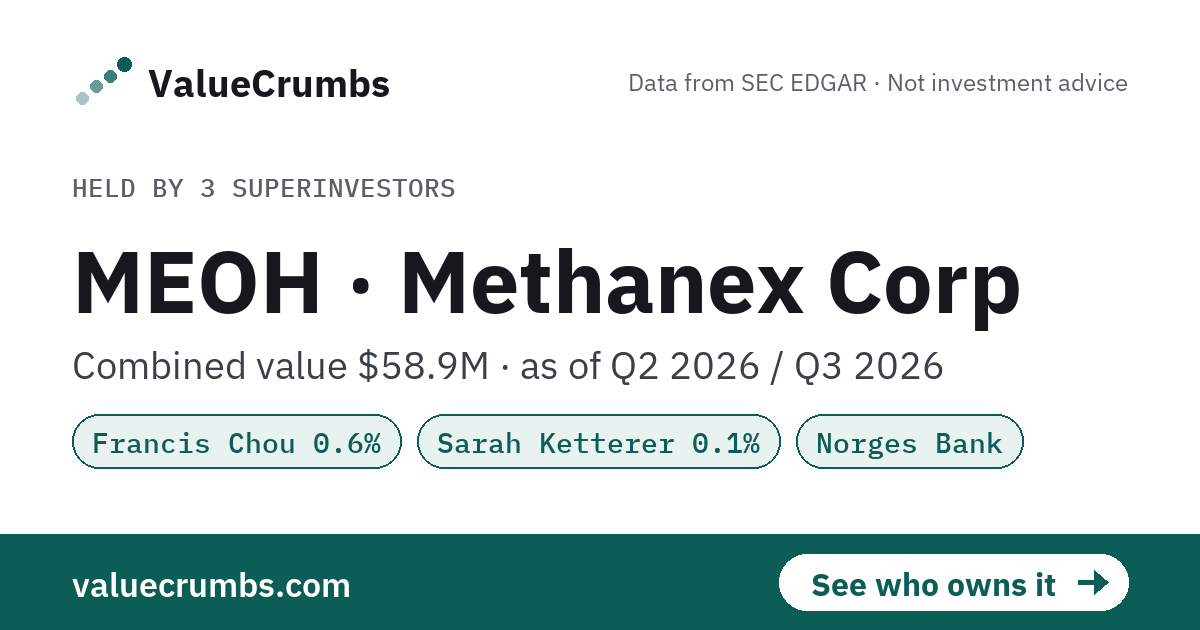 ValueCrumbs
Data from SEC EDGAR · Not investment advice
HELD BY 3 SUPERINVESTORS
MEOH · Methanex Corp
Combined value $58.9M · as of Q2 2026 / Q3 2026
Francis Chou 0.6%
Sarah Ketterer 0.1%
Norges Bank
valuecrumbs.com
See who owns it →